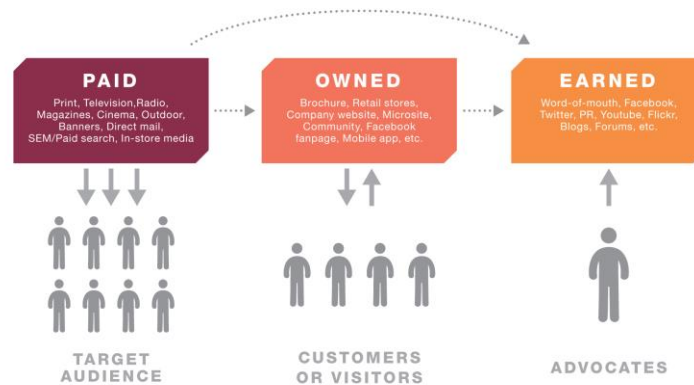 PAID
Print, Television,Radio,
Magazines, Cinema, Outdoor,
Banners, Direct mail,
SEM/Paid search, In-store media
OWNED
Brochure, Retail stores,
Company website, Microsite,
Community, Facebook
fanpage, Mobile app, etc.
EARNED
Word-of-mouth, Facebook,
Twitter, PR, Youtube, Flickr,
Blogs, Forums, etc.
TARGET
AUDIENCE
CUSTOMERS
OR VISITORS
ADVOCATES